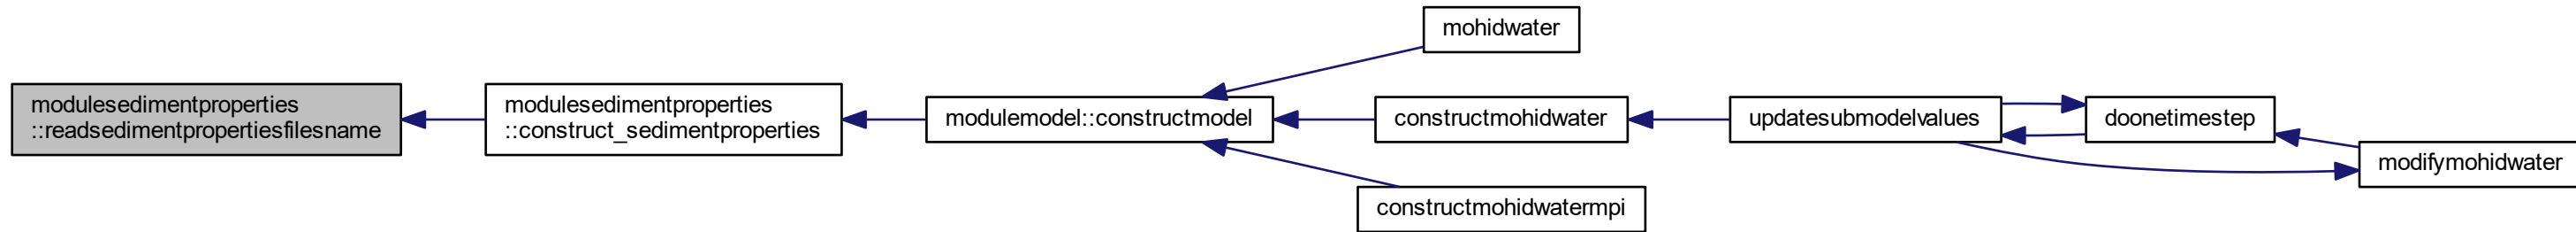 mohidwater
modulesedimentproperties
::readsedimentpropertiesfilesname
modulesedimentproperties
::construct_sedimentproperties
modulemodel::constructmodel
constructmohidwater
updatesubmodelvalues
doonetimestep
modifymohidwater
constructmohidwatermpi